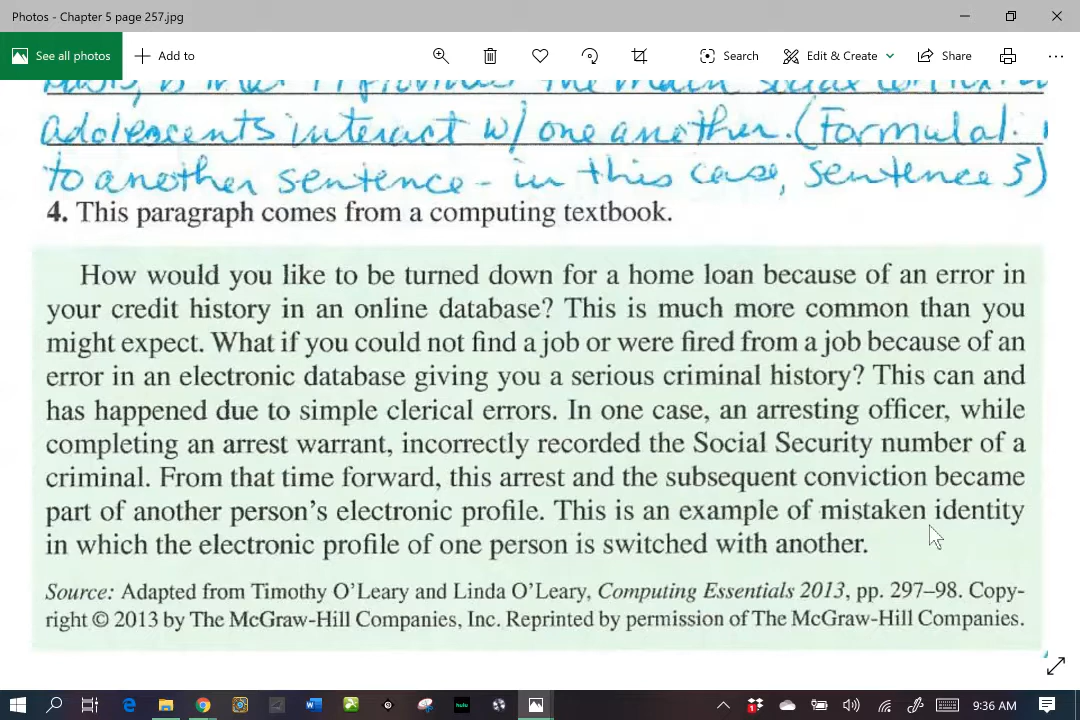 Photos - Chapter 5 page 257.jpg
See all photos
Add to
Search
Edit & Create
Share
the main social
adolescents interact w/ one another. (Formula 1.
to another sentence - in this case, sentence 3)
4. This paragraph comes from a computing textbook.
How would you like to be turned down for a home loan because of an error in
your credit history in an online database? This is much more common than you
might expect. What if you could not find a job or were fired from a job because of an
error in an electronic database giving you a serious criminal history? This can and
has happened due to simple clerical errors. In one case, an arresting officer, while
completing an arrest warrant, incorrectly recorded the Social Security number of a
criminal. From that time forward, this arrest and the subsequent conviction became
part of another person's electronic profile. This is an example of mistaken identity
in which the electronic profile of one person is switched with another.
Source: Adapted from Timothy O'Leary and Linda O'Leary, Computing Essentials 2013, pp. 297–98. Copy-
right © 2013 by The McGraw-Hill Companies, Inc. Reprinted by permission of The McGraw-Hill Companies.
hulu
1
9:36 AM